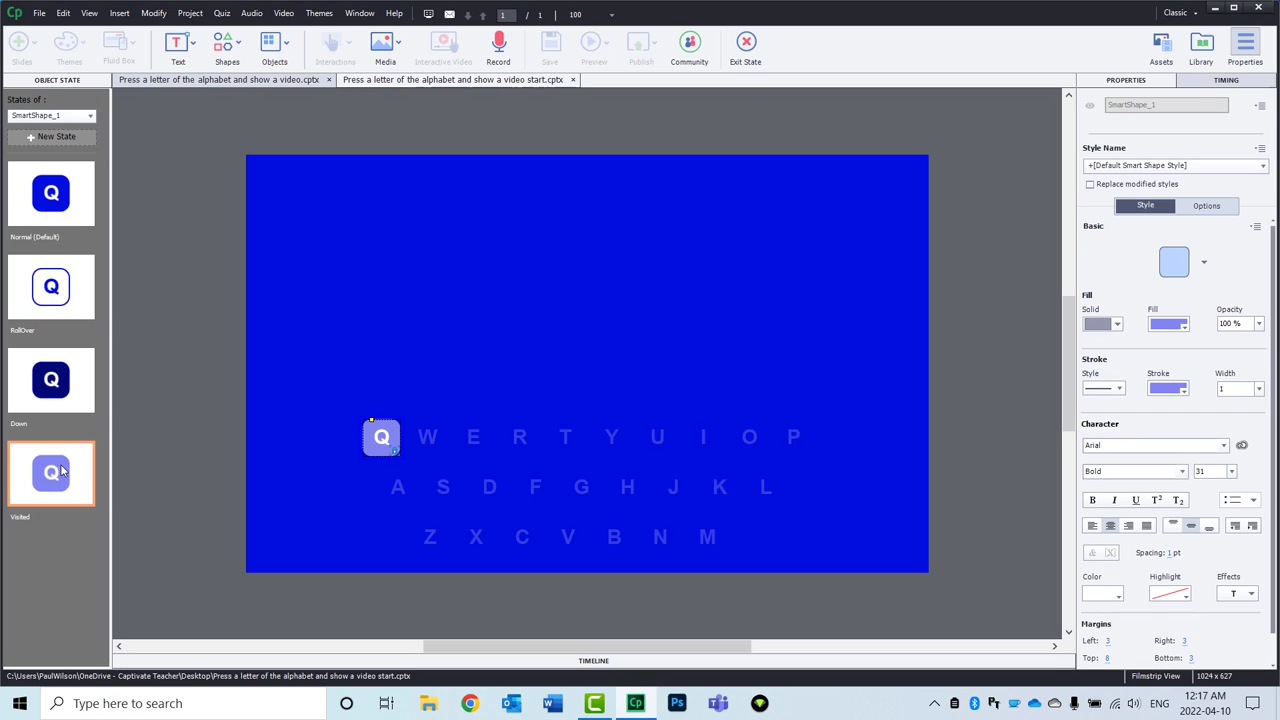 Cp File Edit View Insert Modify Project Quiz Audio Video Themes Window Help 1 / 1 100 Classic
Slides Themes Fluid Box Text Shapes Objects Interactions Media Interactive Video Record Save Preview Publish Community Exit State Assets Library Properties
OBJECT STATE Press a letter of the alphabet and show a video.cptx × Press a letter of the alphabet and show a video start.cptx × PROPERTIES TIMING
States of :
SmartShape_1
SmartShape_1
+ New State
Style Name
+[Default Smart Shape Style]
Replace modified styles
Q
Style Options
Basic
Normal (Default)
Q
Fill
Solid Fill Opacity
100 %
RollOver
Stroke
Style Stroke Width
1
Q
Down
Character
Arial
Q W E R T Y U I O P
Bold 31
Q
A S D F G H J K L
B I U T² T₂
Visited
Z X C V B N M
& [X] Spacing: 1 pt
Color Highlight Effects
T
Margins
Left: 3 Right: 3
Top: 8 Bottom: 3
TIMELINE
C:\Users\PaulWilson\OneDrive - Captivate Teacher\Desktop\Press a letter of the alphabet and show a video start.cptx Filmstrip View 1024 x 627
Type here to search
ENG
12:17 AM
2022-04-10